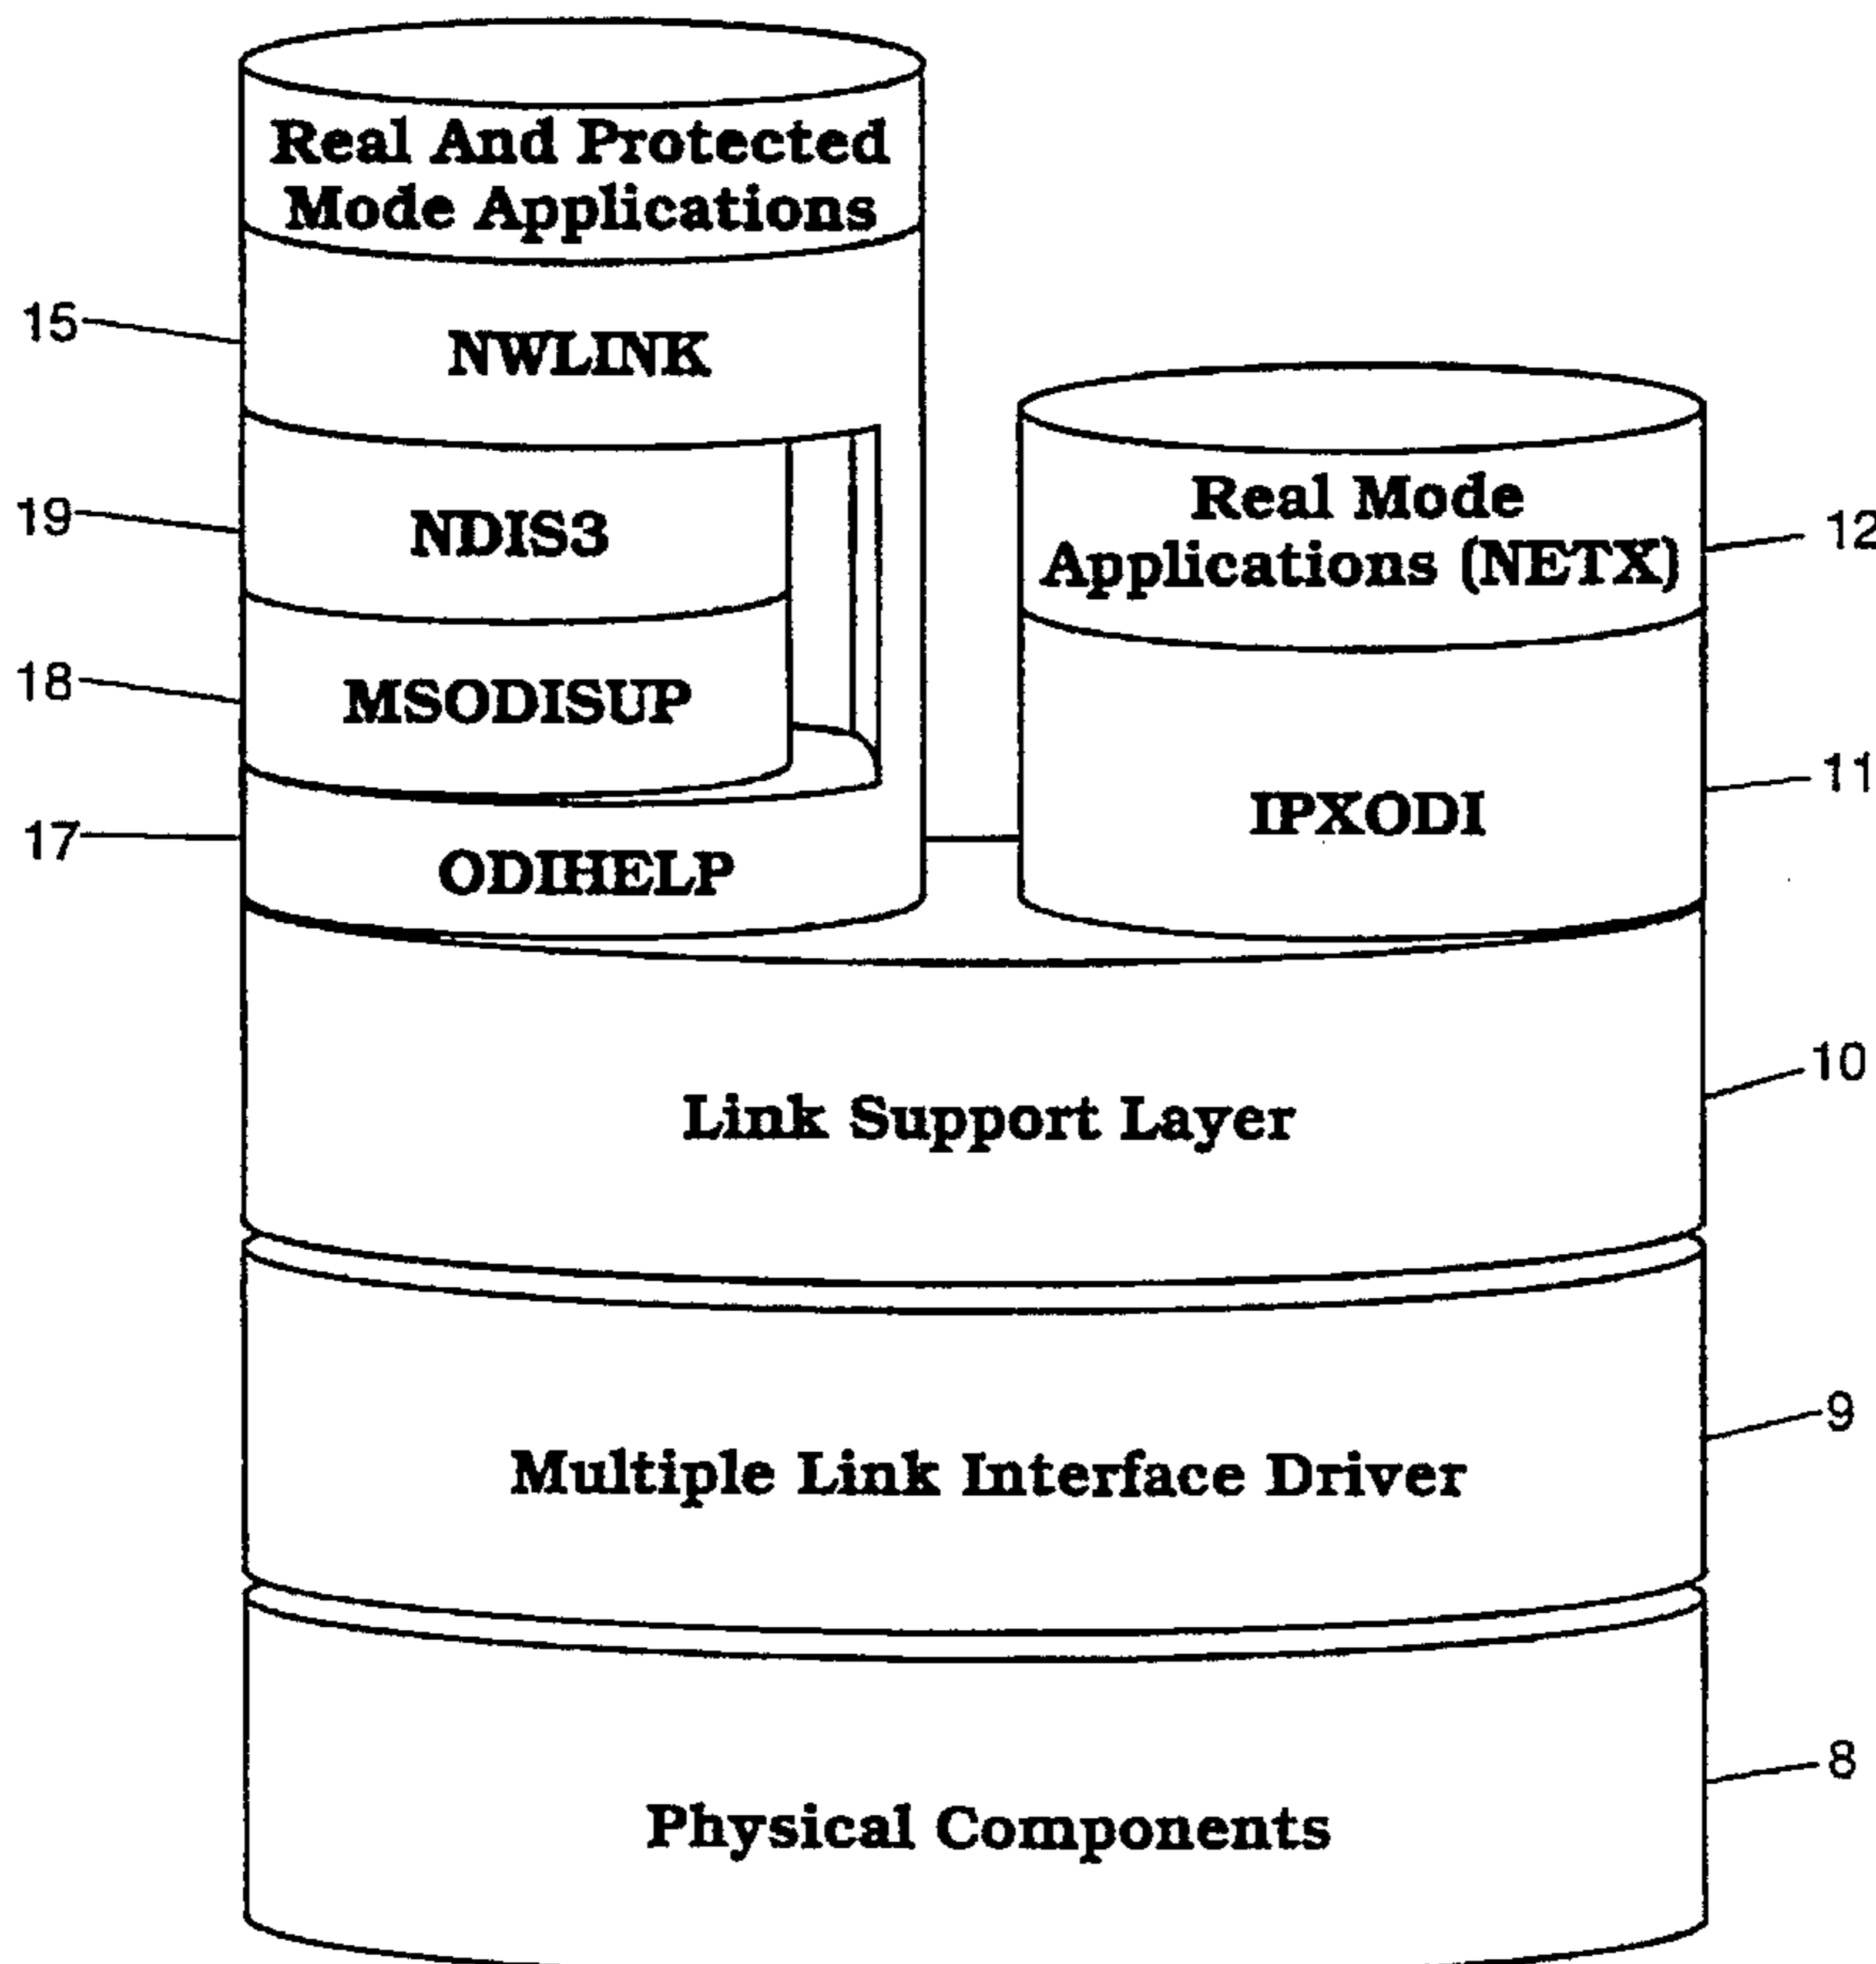 Real And Protected
Mode Applications
15
NWLINK
19
NDIS3
Real Mode
Applications (NETX)
12
18
MSODISUP
11
IPXODI
17
ODIHELP
10
Link Support Layer
9
Multiple Link Interface Driver
8
Physical Components